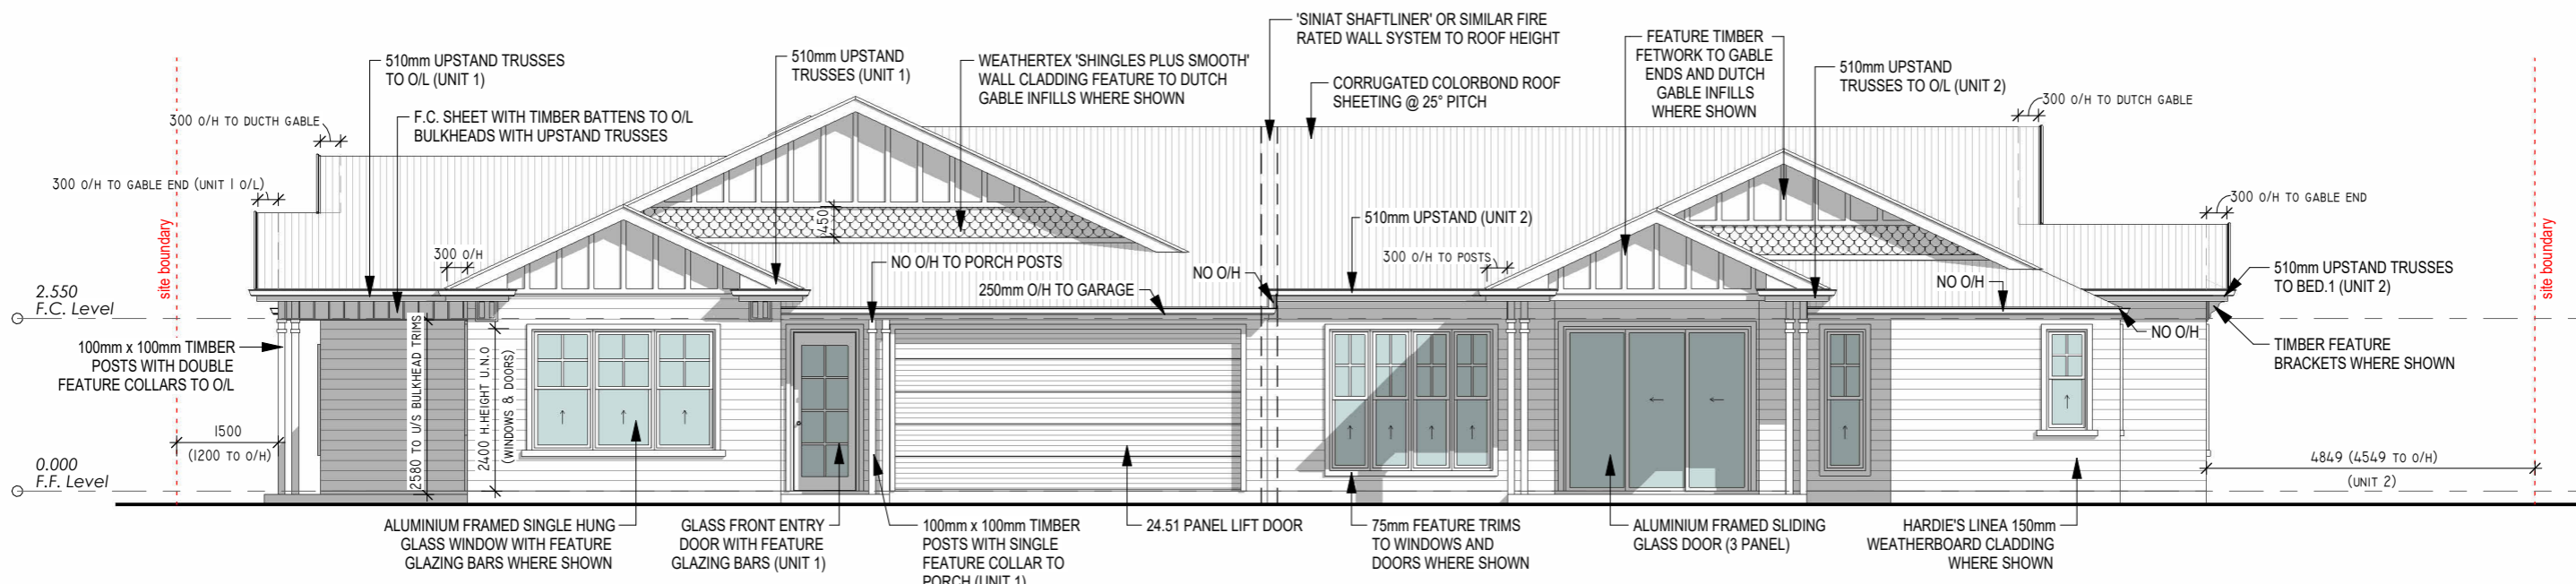 'SINIAT SHAFTLINER' OR SIMILAR FIRE
RATED WALL SYSTEM TO ROOF HEIGHT
510mm UPSTAND TRUSSES
TO O/L (UNIT 1)
510mm UPSTAND
TRUSSES (UNIT 1)
WEATHERTEX 'SHINGLES PLUS SMOOTH'
WALL CLADDING FEATURE TO DUTCH
GABLE INFILLS WHERE SHOWN
CORRUGATED COLORBOND ROOF
SHEETING @ 25° PITCH
FEATURE TIMBER
FETWORK TO GABLE
ENDS AND DUTCH
GABLE INFILLS
WHERE SHOWN
510mm UPSTAND
TRUSSES TO O/L (UNIT 2)
300 O/H TO DUTCH GABLE
300 O/H TO DUCTH GABLE
F.C. SHEET WITH TIMBER BATTENS TO O/L
BULKHEADS WITH UPSTAND TRUSSES
300 O/H TO GABLE END (UNIT 1 O/L)
300 O/H TO GABLE END
site boundary
450
510mm UPSTAND (UNIT 2)
300 O/H
300 O/H TO POSTS
NO O/H TO PORCH POSTS
NO O/H
250mm O/H TO GARAGE
NO O/H
510mm UPSTAND TRUSSES
TO BED.1 (UNIT 2)
site boundary
2.550
F.C. Level
NO O/H
100mm x 100mm TIMBER
POSTS WITH DOUBLE
FEATURE COLLARS TO O/L
TIMBER FEATURE
BRACKETS WHERE SHOWN
2580 TO U/S BULKHEAD TRIMS
2400 H.HEIGHT U.N.O
(WINDOWS & DOORS)
1500
(1200 TO O/H)
0.000
F.F. Level
4849 (4549 TO O/H)
(UNIT 2)
ALUMINIUM FRAMED SINGLE HUNG
GLASS WINDOW WITH FEATURE
GLAZING BARS WHERE SHOWN
GLASS FRONT ENTRY
DOOR WITH FEATURE
GLAZING BARS (UNIT 1)
100mm x 100mm TIMBER
POSTS WITH SINGLE
FEATURE COLLAR TO
PORCH (UNIT 1)
24.51 PANEL LIFT DOOR
75mm FEATURE TRIMS
TO WINDOWS AND
DOORS WHERE SHOWN
ALUMINIUM FRAMED SLIDING
GLASS DOOR (3 PANEL)
HARDIE'S LINEA 150mm
WEATHERBOARD CLADDING
WHERE SHOWN